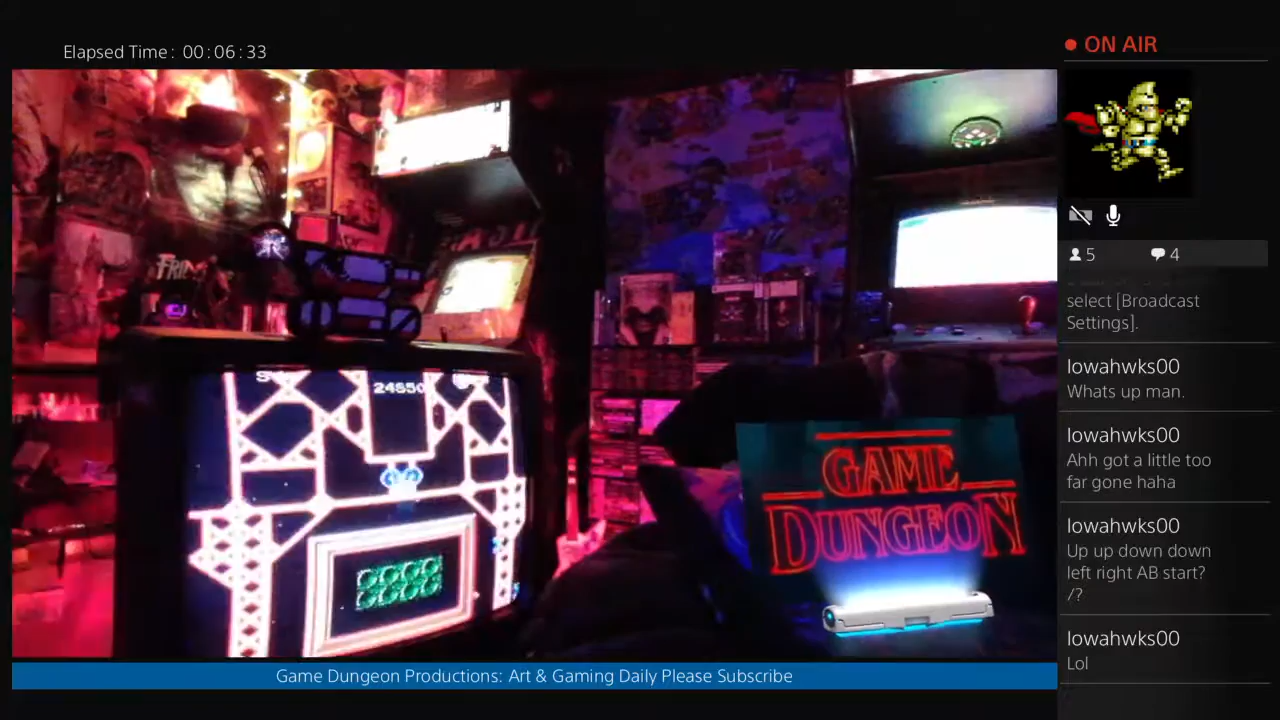 Elapsed Time: 00:06:33
ON AIR
5
4
select [Broadcast
Settings].
Iowahwks00
Whats up man.
Iowahwks00
Ahh got a little too
far gone haha
Iowahwks00
Up up down down
left right AB start?
/?
Iowahwks00
Lol
24850
GAME
DUNGEON
Game Dungeon Productions: Art & Gaming Daily Please Subscribe